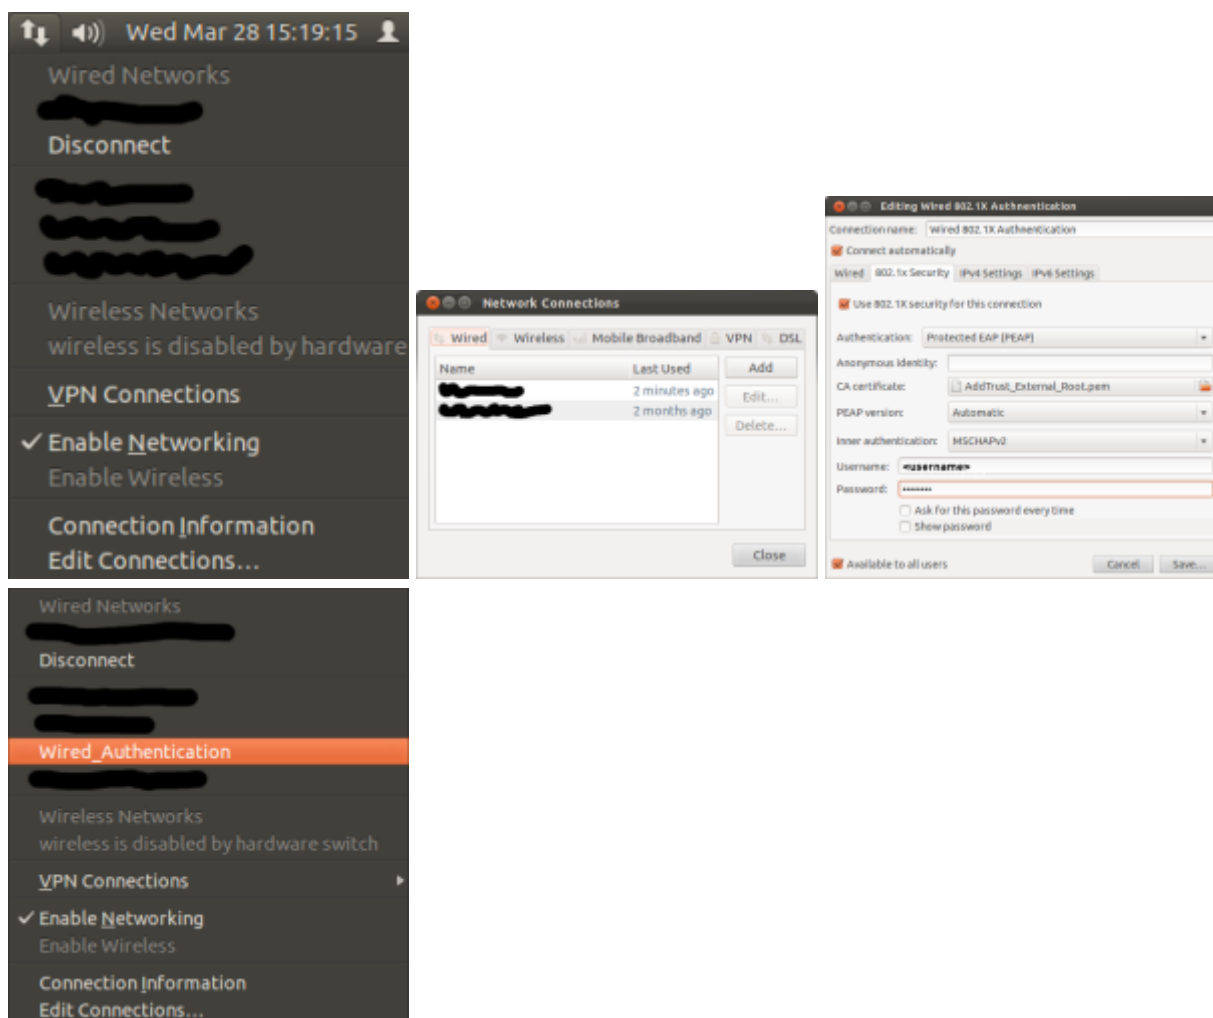 Wed Mar 28 15:19:15
Wired Networks
Disconnect
Wireless Networks
wireless is disabled by hardware
VPN Connections
Enable Networking
Enable Wireless
Connection Information
Edit Connections...
Network Connections
Wired Wireless Mobile Broadband VPN DSL
Name Last Used Add
2 minutes ago Edit...
2 months ago Delete...
Close
Editing Wired 802.1X Authnentication
Connection name: Wired 802.1X Authnentication
Connect automatically
Wired 802.1x Security IPv4 Settings IPv6 Settings
Use 802.1X security for this connection
Authentication: Protected EAP (PEAP)
Anonymous identity:
CA certificate: AddTrust_External_Root.pem
PEAP version: Automatic
Inner authentication: MSCHAPv2
Username: <username>
Password: •••••••
Ask for this password every time
Show password
Available to all users Cancel Save...
Wired Networks
Disconnect
Wired_Authentication
Wireless Networks
wireless is disabled by hardware switch
VPN Connections
Enable Networking
Enable Wireless
Connection Information
Edit Connections...